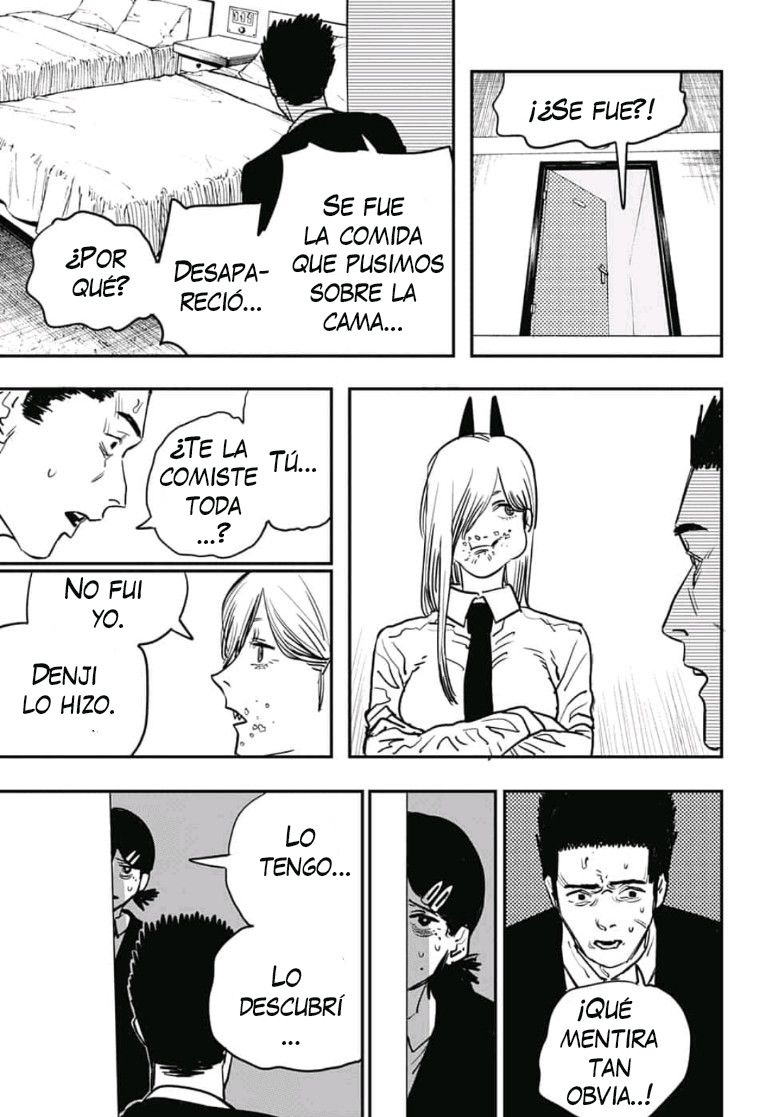 ¡¿SE FUE?!
SE FUE
LA COMIDA
QUE PUSIMOS
SOBRE LA
CAMA...
DESAPA-
RECIÓ...
¿POR
QUÉ?
TÚ...
¿TE LA
COMISTE
TODA
...?
NO FUI
YO.
DENJI
LO HIZO.
¡QUÉ
MENTIRA
TAN
OBVIA..!
LO
TENGO...
LO
DESCUBRÍ
...